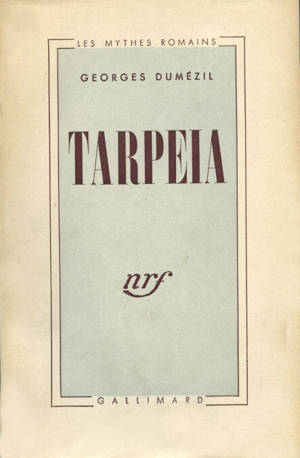 LES MYTHES ROMAINS
GEORGES DUMÉZIL
TARPEIA
nrf
GALLIMARD